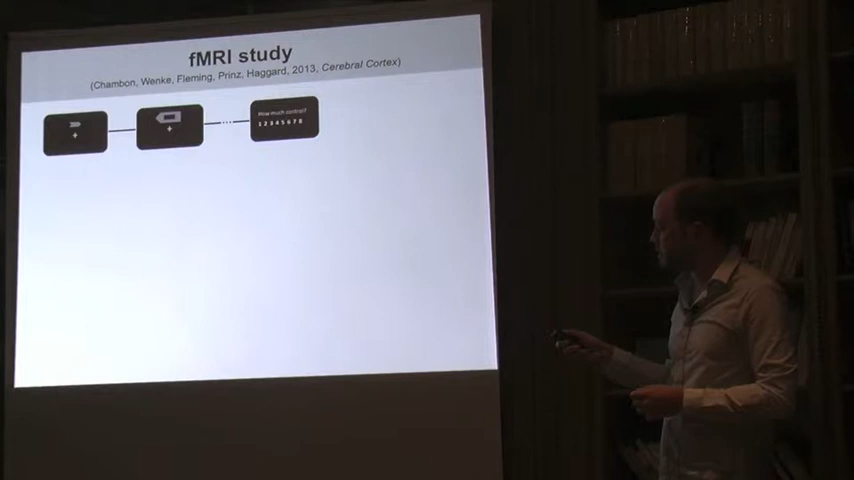 fMRI study
(Chambon, Wenke, Fleming, Prinz, Haggard, 2013, Cerebral Cortex)
How much control?
1 2 3 4 5 6 7 8